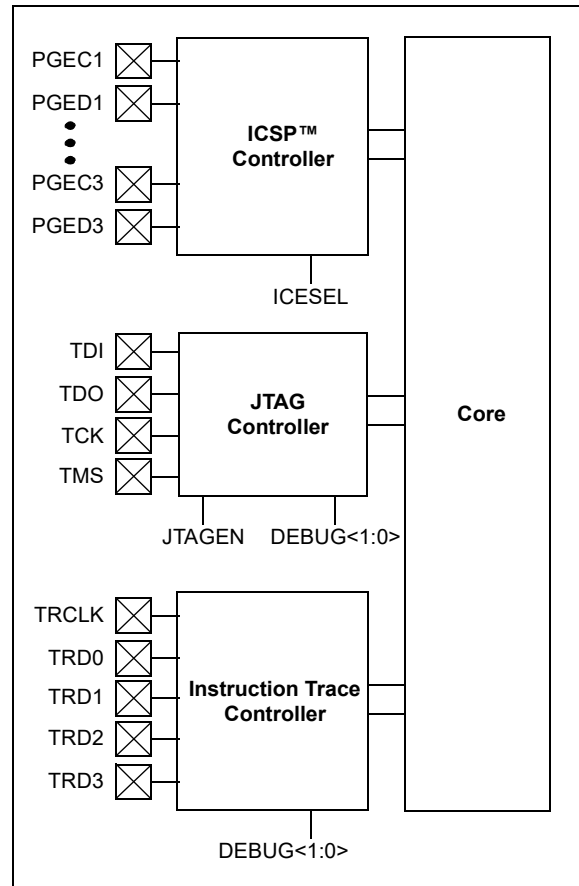 PGEC1
PGED1
PGEC3
PGED3
ICSP™
Controller
ICESEL
TDI
TDO
TCK
TMS
JTAG
Controller
JTAGEN
DEBUG<1:0>
Core
TRCLK
TRD0
TRD1
TRD2
TRD3
Instruction Trace
Controller
DEBUG<1:0>